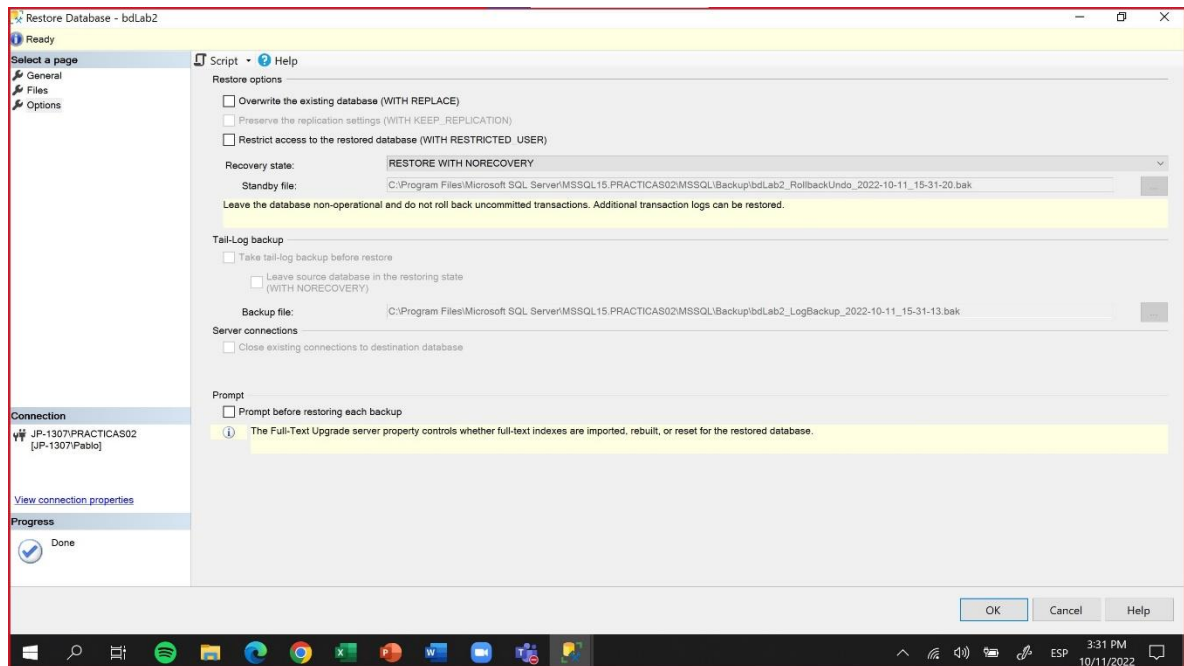 Restore Database - bdLab2
Ready
Select a page
General
Files
Options
Script
Help
Restore options
Overwrite the existing database (WITH REPLACE)
Preserve the replication settings (WITH KEEP_REPLICATION)
Restrict access to the restored database (WITH RESTRICTED_USER)
Recovery state:
RESTORE WITH NORECOVERY
Standby file:
C:\Program Files\Microsoft SQL Server\MSSQL15.PRACTICAS02\MSSQL\Backup\bdLab2_RollbackUndo_2022-10-11_15-31-20.bak
...
Leave the database non-operational and do not roll back uncommitted transactions. Additional transaction logs can be restored.
Tail-Log backup
Take tail-log backup before restore
Leave source database in the restoring state
(WITH NORECOVERY)
Backup file:
C:\Program Files\Microsoft SQL Server\MSSQL15.PRACTICAS02\MSSQL\Backup\bdLab2_LogBackup_2022-10-11_15-31-13.bak
...
Server connections
Close existing connections to destination database
Prompt
Prompt before restoring each backup
The Full-Text Upgrade server property controls whether full-text indexes are imported, rebuilt, or reset for the restored database.
Connection
JP-1307\PRACTICAS02
[JP-1307\Pablo]
View connection properties
Progress
Done
OK
Cancel
Help
ESP
3:31 PM
10/11/2022